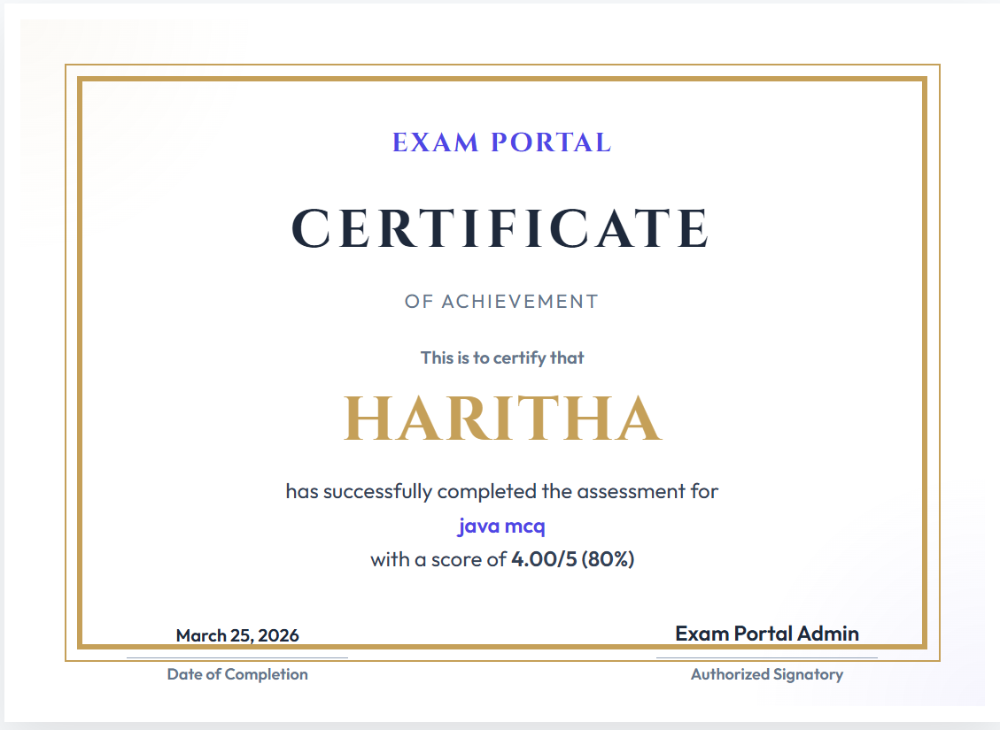 EXAM PORTAL
CERTIFICATE
OF ACHIEVEMENT
This is to certify that
HARITHA
has successfully completed the assessment for
java mcq
with a score of 4.00/5 (80%)
March 25, 2026
Exam Portal Admin
Date of Completion
Authorized Signatory